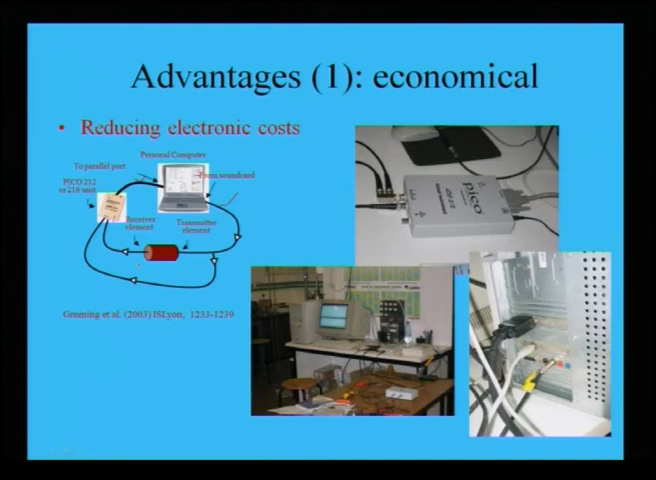 Advantages (1): economical
• Reducing electronic costs
Personal Computer
To parallel port
From soundcard
PICO 212
or 216 unit
Receiver
element
Transmitter
element
pico
Greening et al. (2003) ISLyon, 1233-1239